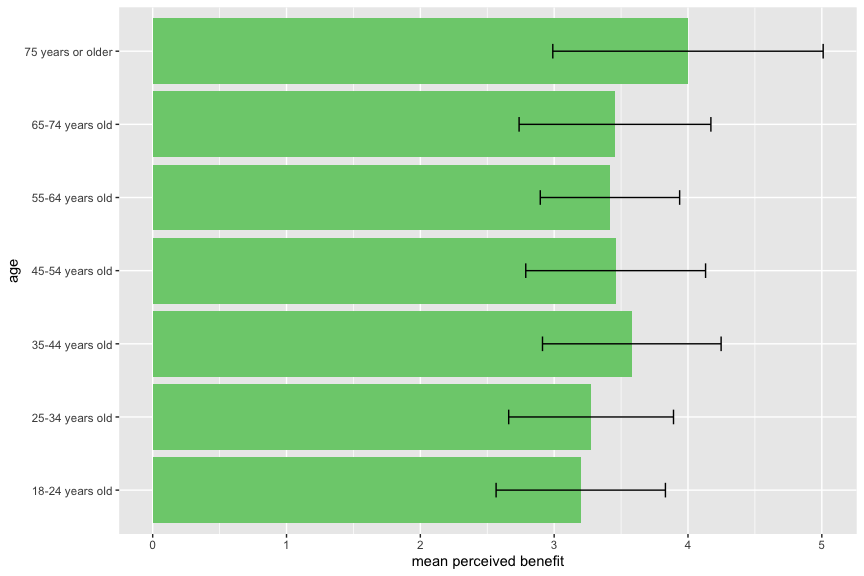 75 years or older
65-74 years old
55-64 years old
45-54 years old
35-44 years old
25-34 years old
18-24 years old
age
0 1 2 3 4 5
mean perceived benefit